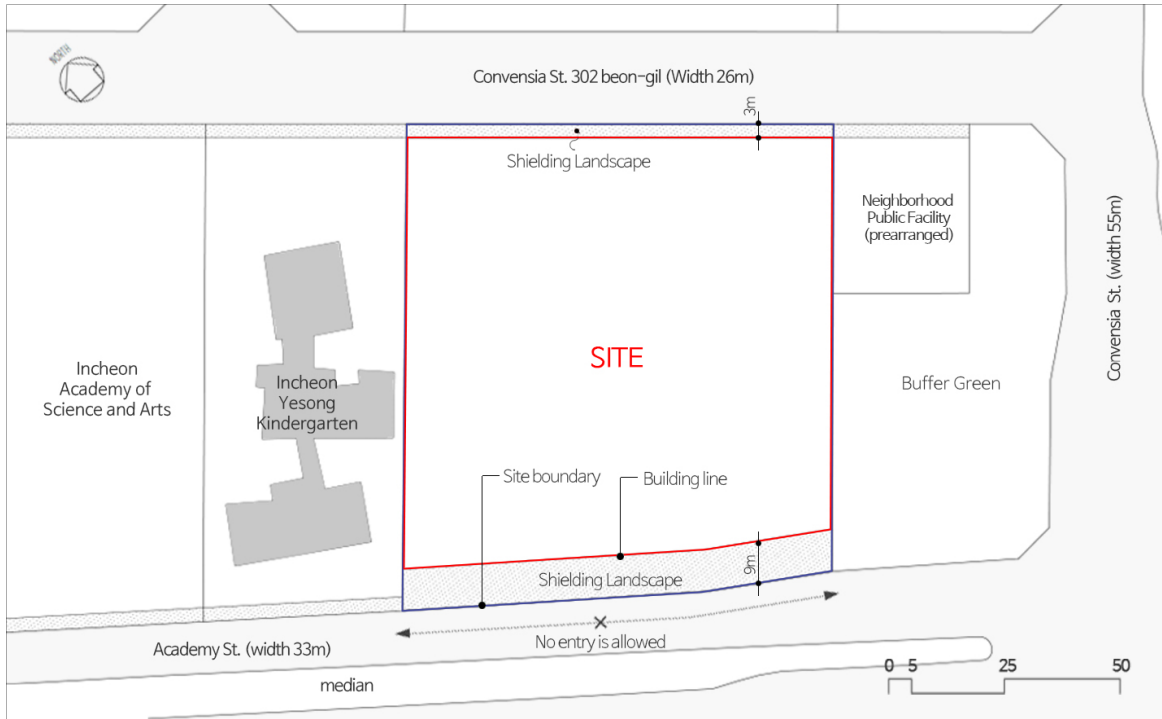 NORTH
Convensia St. 302 beon-gil (Width 26m)
3m
Shielding Landscape
Neighborhood
Public Facility
(prearranged)
Convensia St. (width 55m)
SITE
Incheon
Academy of
Science and Arts
Incheon
Yesong
Kindergarten
Buffer Green
Site boundary
Building line
9m
Shielding Landscape
No entry is allowed
Academy St. (width 33m)
median
0 5 25 50